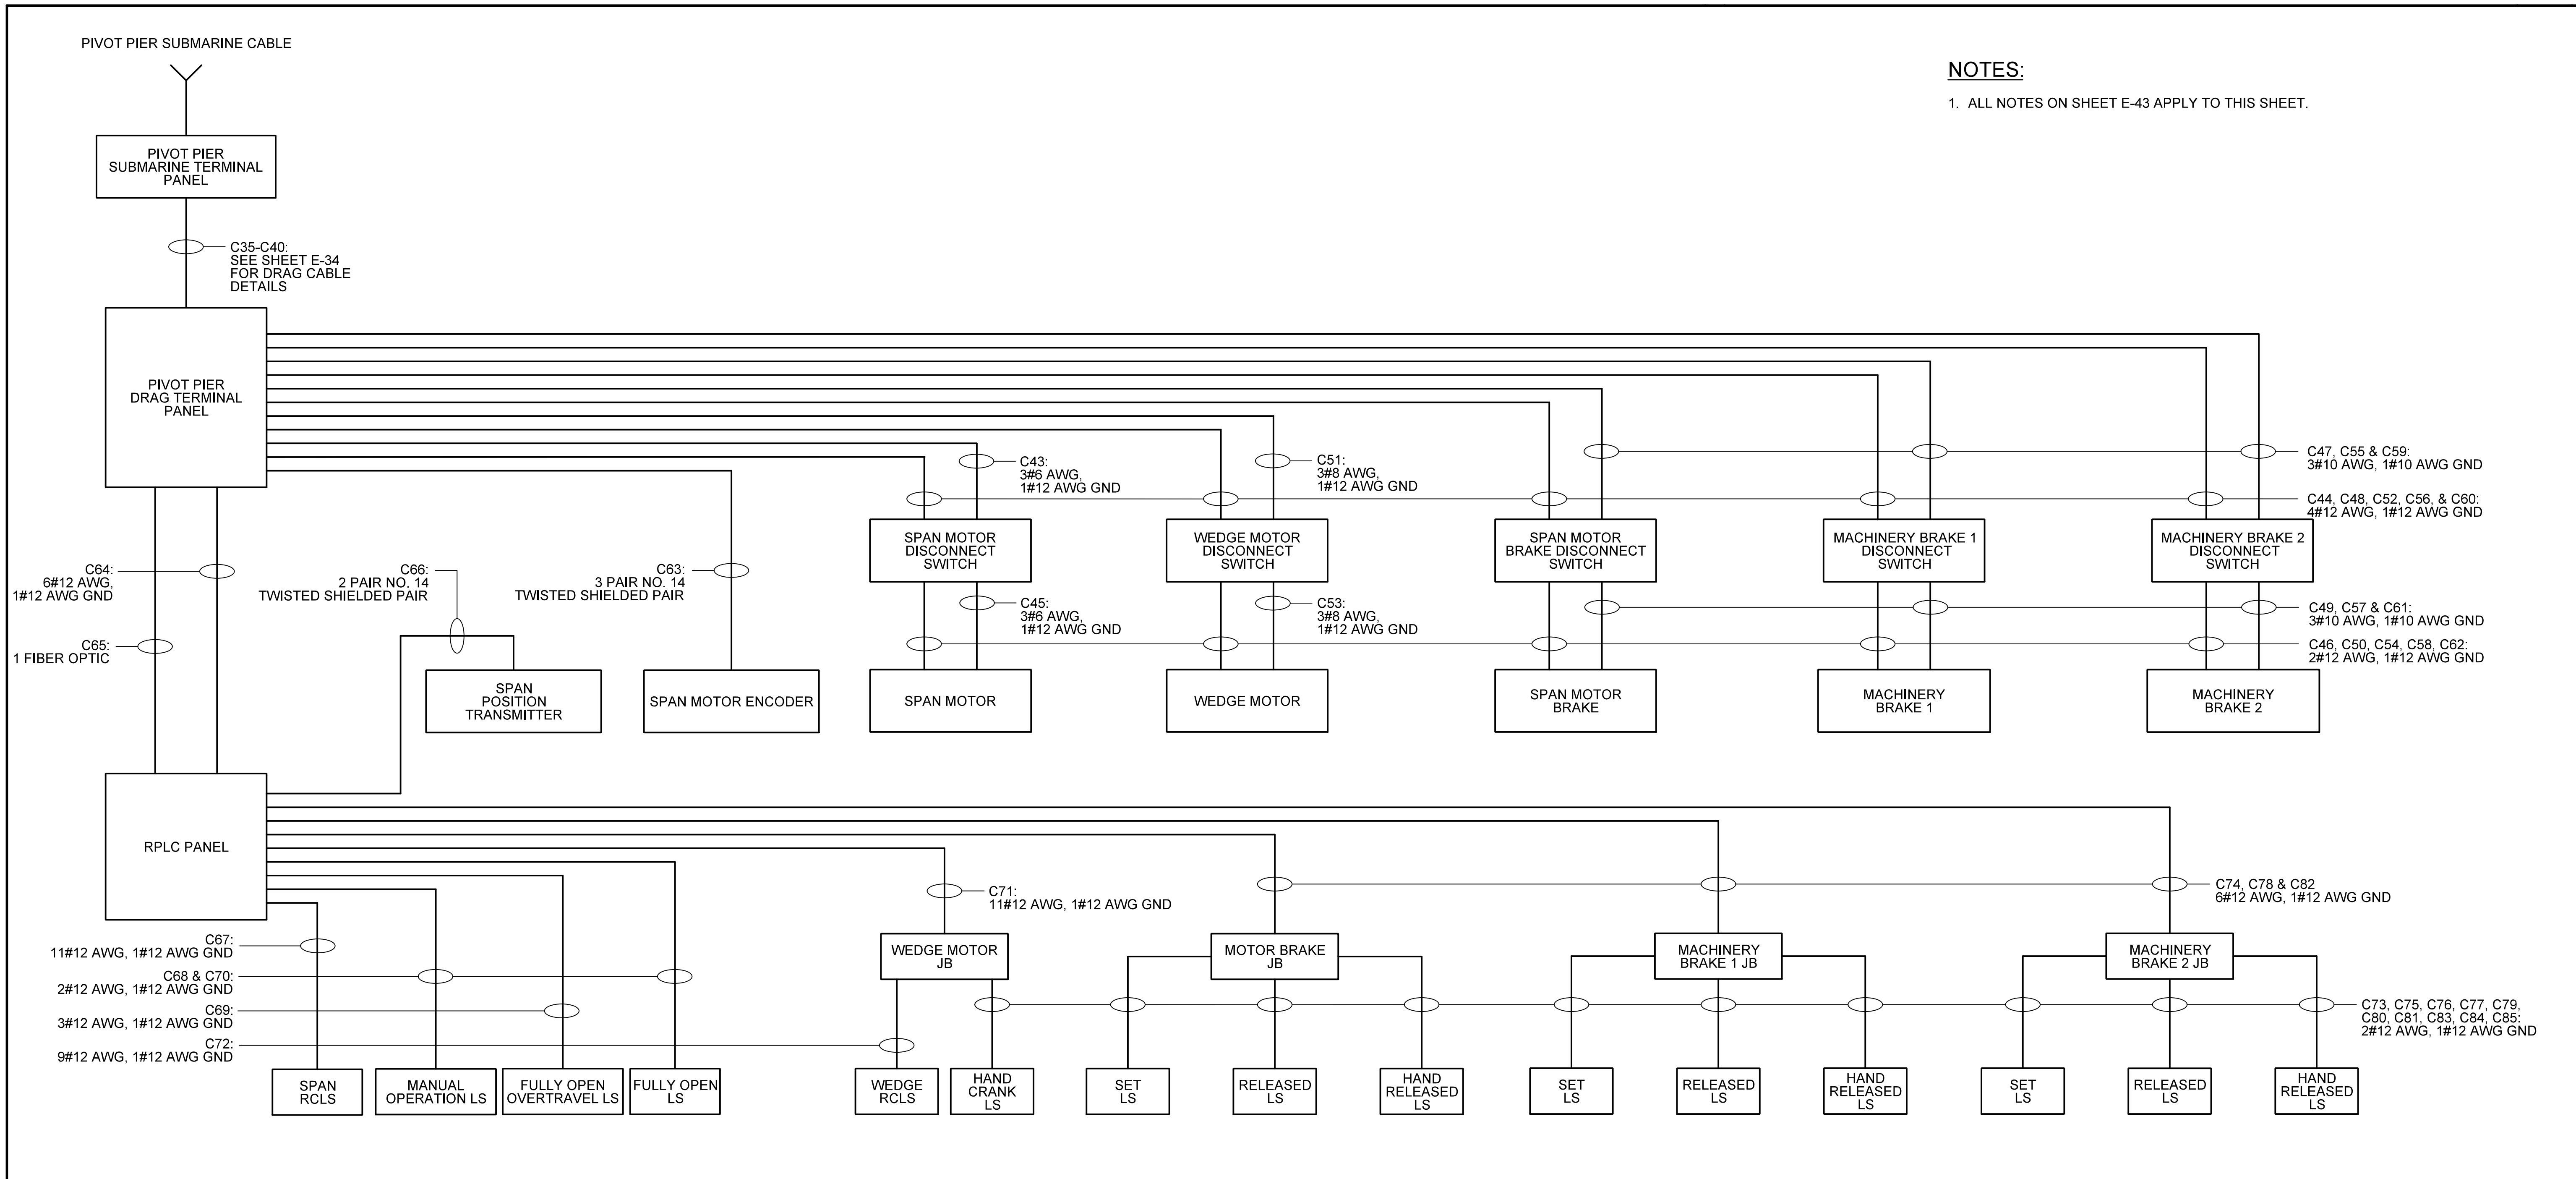 PIVOT PIER SUBMARINE CABLE
NOTES:
1. ALL NOTES ON SHEET E-43 APPLY TO THIS SHEET.
PIVOT PIER
SUBMARINE TERMINAL
PANEL
C35-C40:
SEE SHEET E-34
FOR DRAG CABLE
DETAILS
PIVOT PIER
DRAG TERMINAL
PANEL
C43:
3#6 AWG,
1#12 AWG GND
C51:
3#8 AWG,
1#12 AWG GND
C47, C55 & C59:
3#10 AWG, 1#10 AWG GND
C44, C48, C52, C56, & C60:
4#12 AWG, 1#12 AWG GND
SPAN MOTOR
DISCONNECT
SWITCH
WEDGE MOTOR
DISCONNECT
SWITCH
SPAN MOTOR
BRAKE DISCONNECT
SWITCH
MACHINERY BRAKE 1
DISCONNECT
SWITCH
MACHINERY BRAKE 2
DISCONNECT
SWITCH
C64:
6#12 AWG,
1#12 AWG GND
C66:
2 PAIR NO. 14
TWISTED SHIELDED PAIR
C63:
3 PAIR NO. 14
TWISTED SHIELDED PAIR
C45:
3#6 AWG,
1#12 AWG GND
C53:
3#8 AWG,
1#12 AWG GND
C49, C57 & C61:
3#10 AWG, 1#10 AWG GND
C46, C50, C54, C58, C62:
2#12 AWG, 1#12 AWG GND
C65:
1 FIBER OPTIC
SPAN
POSITION
TRANSMITTER
SPAN MOTOR ENCODER
SPAN MOTOR
WEDGE MOTOR
SPAN MOTOR
BRAKE
MACHINERY
BRAKE 1
MACHINERY
BRAKE 2
RPLC PANEL
C71:
11#12 AWG, 1#12 AWG GND
C74, C78 & C82
6#12 AWG, 1#12 AWG GND
C67:
11#12 AWG, 1#12 AWG GND
C68 & C70:
2#12 AWG, 1#12 AWG GND
C69:
3#12 AWG, 1#12 AWG GND
C72:
9#12 AWG, 1#12 AWG GND
WEDGE MOTOR
JB
MOTOR BRAKE
JB
MACHINERY
BRAKE 1 JB
MACHINERY
BRAKE 2 JB
C73, C75, C76, C77, C79,
C80, C81, C83, C84, C85:
2#12 AWG, 1#12 AWG GND
SPAN
RCLS
MANUAL
OPERATION LS
FULLY OPEN
OVERTRAVEL LS
FULLY OPEN
LS
WEDGE
RCLS
HAND
CRANK
LS
SET
LS
RELEASED
LS
HAND
RELEASED
LS
SET
LS
RELEASED
LS
HAND
RELEASED
LS
SET
LS
RELEASED
LS
HAND
RELEASED
LS